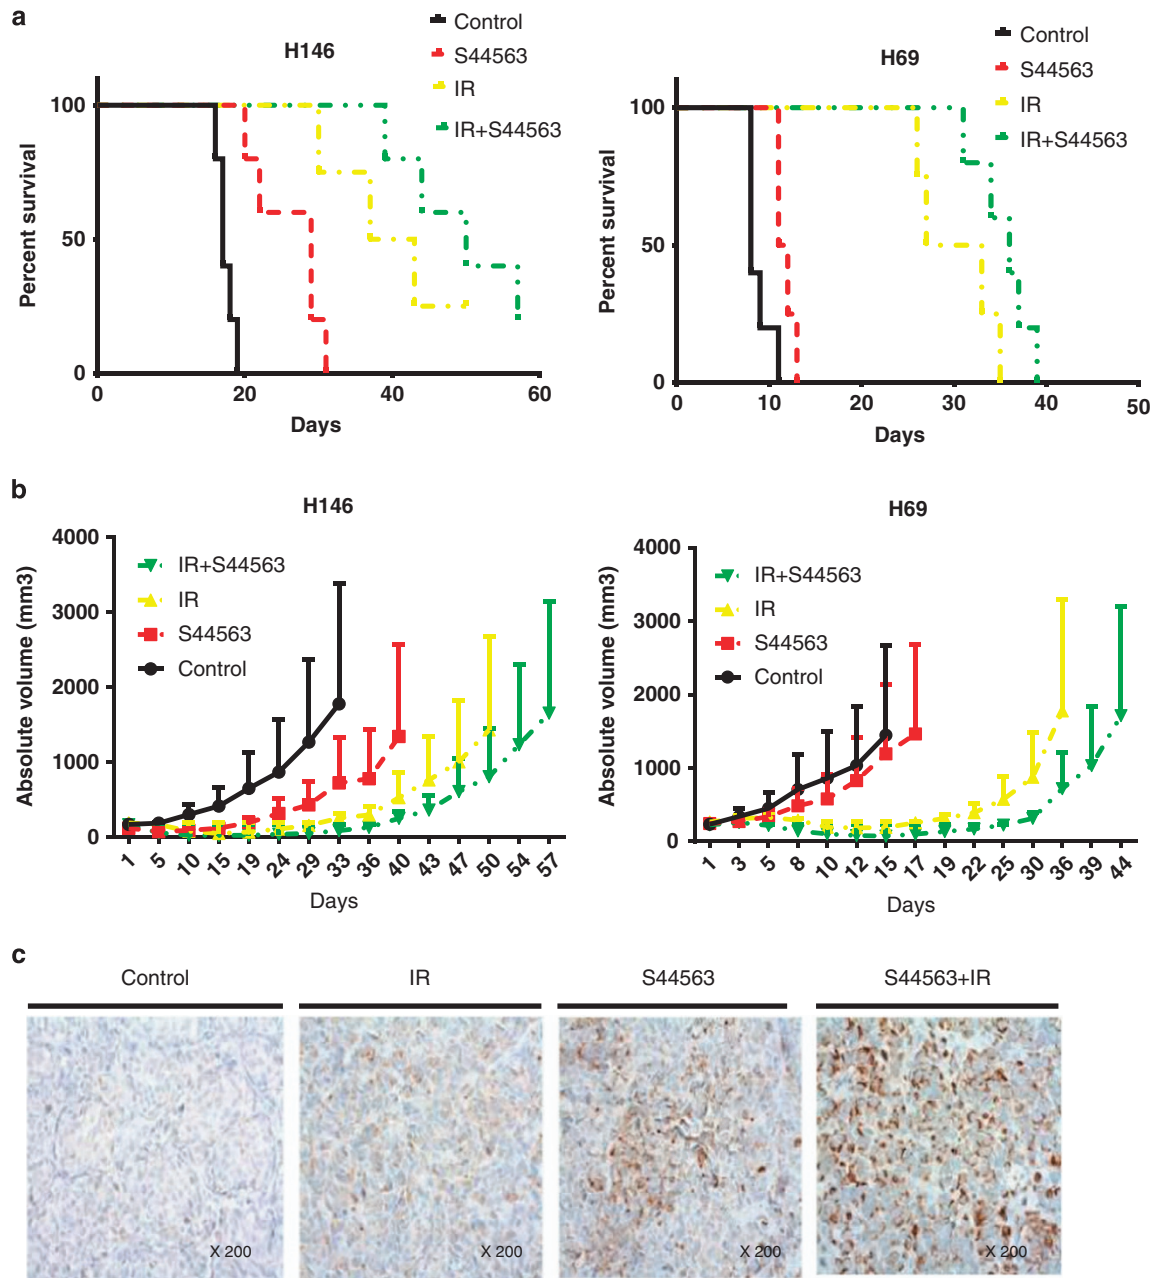 a
H146
Control
S44563
IR
IR+S44563
Percent survival
100
50
0
0 20 40 60
Days
H69
Control
S44563
IR
IR+S44563
Percent survival
100
50
0
0 10 20 30 40 50
Days
b
H146
IR+S44563
IR
S44563
Control
Absolute volume (mm3)
4000
3000
2000
1000
0
1 5 10 15 19 24 29 33 36 40 43 47 50 54 57
Days
H69
IR+S44563
IR
S44563
Control
Absolute volume (mm3)
4000
3000
2000
1000
0
1 3 5 8 10 12 15 17 19 22 25 30 36 39 44
Days
c
Control IR S44563 S44563+IR
X 200 X 200 X 200 X 200